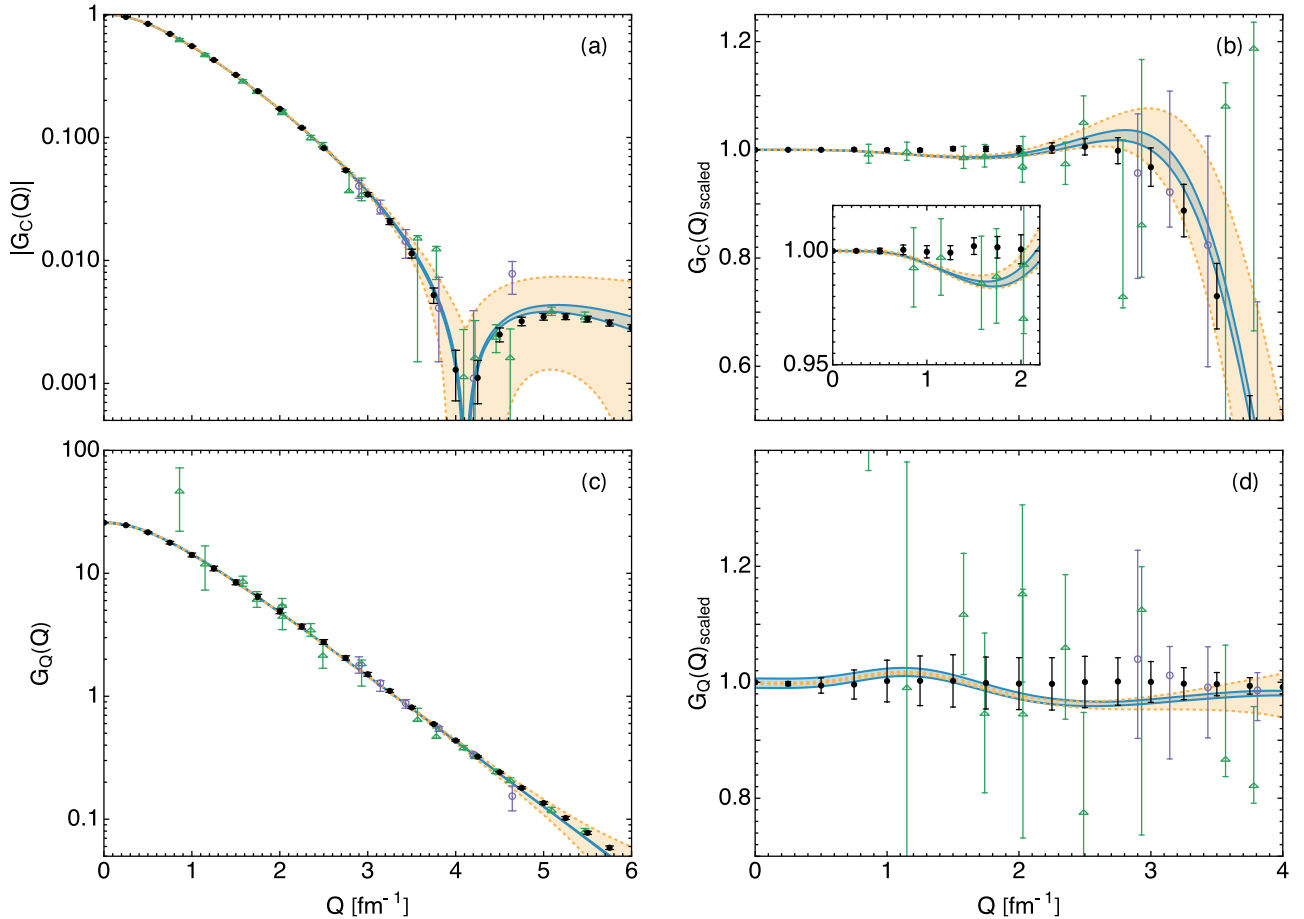 1
0.100
0.010
0.001
|G_C(Q)|
(a)
1.2
1.0
0.8
0.6
G_C(Q)_scaled
(b)
1.00
0.95
0 1 2
100
10
1
0.1
G_Q(Q)
(c)
0 1 2 3 4 5 6
Q [fm⁻¹]
1.2
1.0
0.8
G_Q(Q)_scaled
(d)
0 1 2 3 4
Q [fm⁻¹]